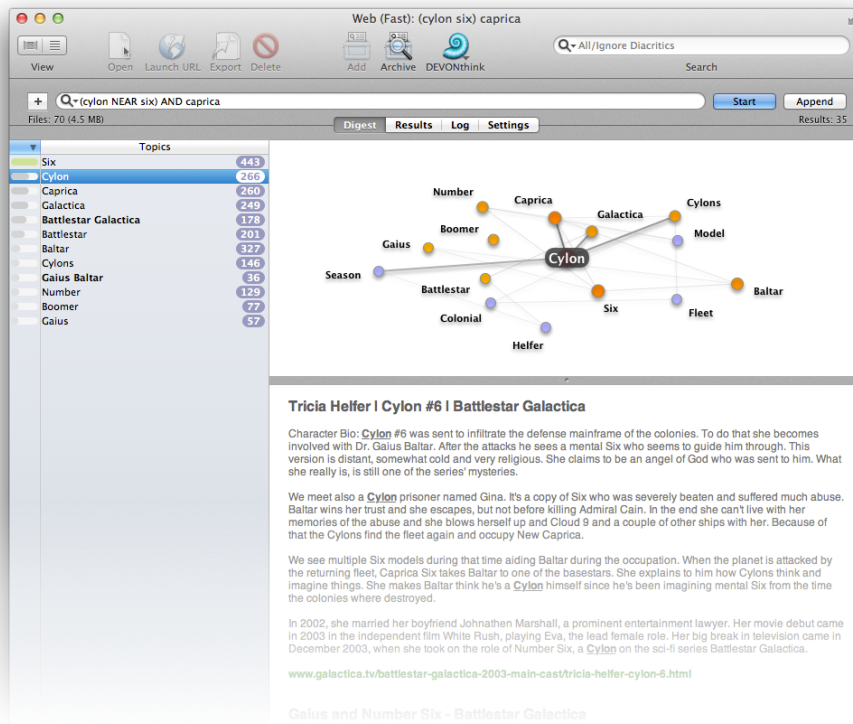 Web (Fast): (cylon six) caprica
View
Open
Launch URL
Export
Delete
Add
Archive
DEVONthink
All/Ignore Diacritics
Search
+
(cylon NEAR six) AND caprica
Start
Append
Files: 70 (4.5 MB)
Digest
Results
Log
Settings
Results: 35
Topics
Six 443
Cylon 266
Caprica 260
Galactica 249
Battlestar Galactica 178
Battlestar 201
Baltar 327
Cylons 146
Gaius Baltar 36
Number 129
Boomer 77
Gaius 57
Number
Caprica
Cylons
Galactica
Boomer
Model
Gaius
Cylon
Season
Battlestar
Baltar
Colonial
Six
Fleet
Helfer
Tricia Helfer | Cylon #6 | Battlestar Galactica
Character Bio: Cylon #6 was sent to infiltrate the defense mainframe of the colonies. To do that she becomes
involved with Dr. Gaius Baltar. After the attacks he sees a mental Six who seems to guide him through. This
version is distant, somewhat cold and very religious. She claims to be an angel of God who was sent to him. What
she really is, is still one of the series' mysteries.
We meet also a Cylon prisoner named Gina. It's a copy of Six who was severely beaten and suffered much abuse.
Baltar wins her trust and she escapes, but not before killing Admiral Cain. In the end she can't live with her
memories of the abuse and she blows herself up and Cloud 9 and a couple of other ships with her. Because of
that the Cylons find the fleet again and occupy New Caprica.
We see multiple Six models during that time aiding Baltar during the occupation. When the planet is attacked by
the returning fleet, Caprica Six takes Baltar to one of the basestars. She explains to him how Cylons think and
imagine things. She makes Baltar think he's a Cylon himself since he's been imagining mental Six from the time
the colonies where destroyed.
In 2002, she married her boyfriend Johnathen Marshall, a prominent entertainment lawyer. Her movie debut came
in 2003 in the independent film White Rush, playing Eva, the lead female role. Her big break in television came in
December 2003, when she took on the role of Number Six, a Cylon on the sci-fi series Battlestar Galactica.
www.galactica.tv/battlestar-galactica-2003-main-cast/tricia-helfer-cylon-6.html
Gaius and Number Six - Battlestar Galactica